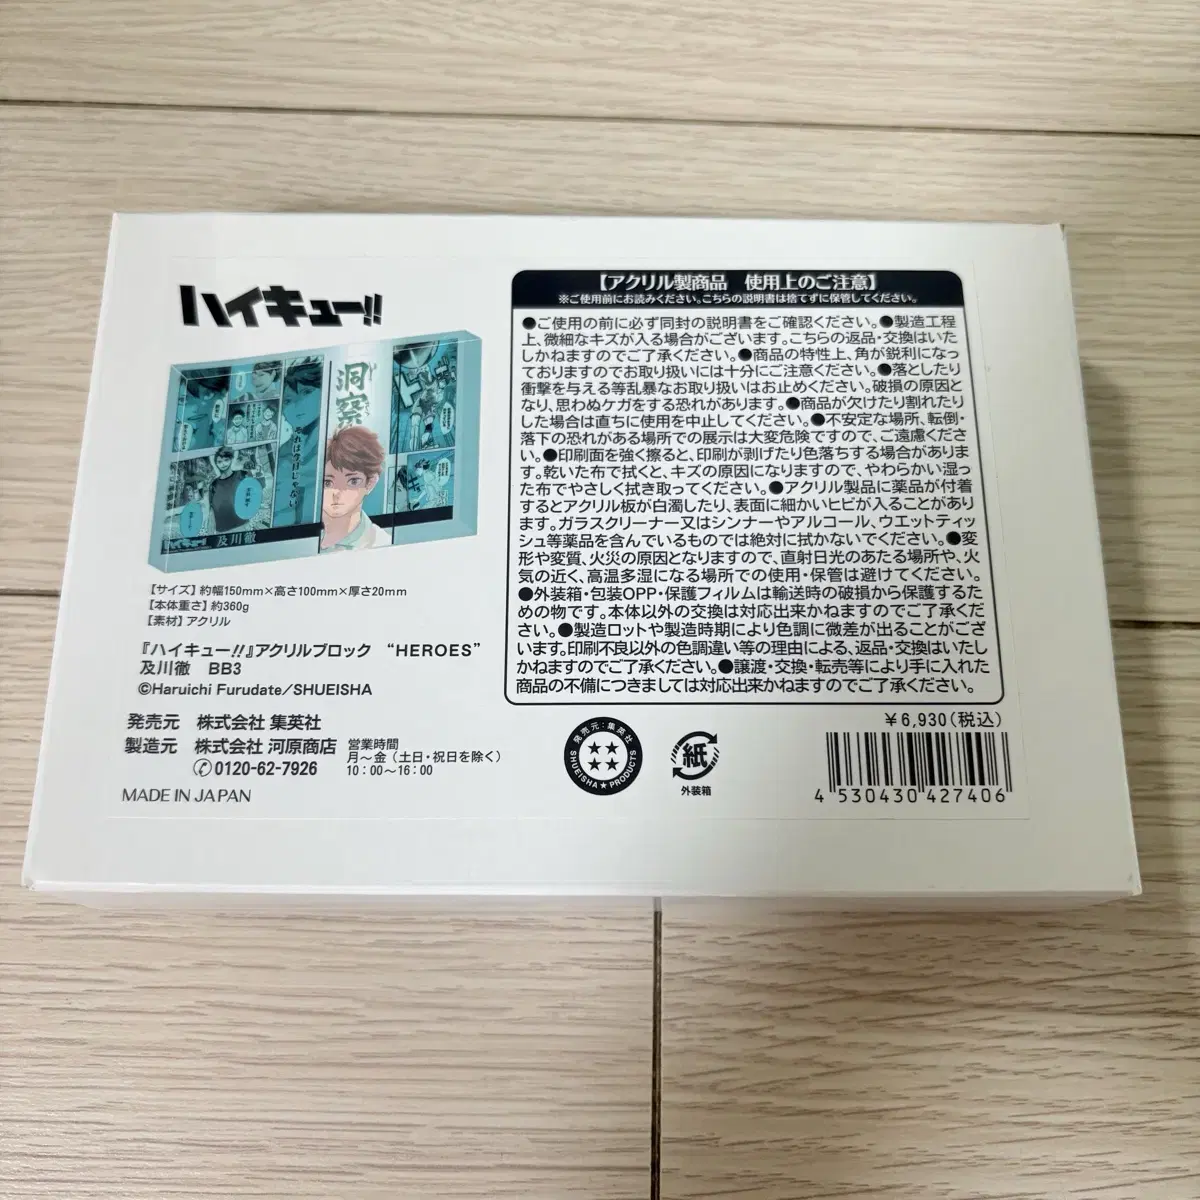 ハイキュー!!
洞察
それは今日じゃない
ハイキュー!!
及川徹
【サイズ】約幅150mm×高さ100mm×厚さ20mm
【本体重さ】約360g
【素材】アクリル
『ハイキュー!!』アクリルブロック “HEROES”
及川徹 BB3
©Haruichi Furudate/SHUEISHA
発売元 株式会社 集英社
製造元 株式会社 河原商店
0120-62-7926
営業時間
月～金（土日・祝日を除く）
10：00～16：00
MADE IN JAPAN
【アクリル製商品 使用上のご注意】
※ご使用前にお読みください。こちらの説明書は捨てずに保管してください。
●ご使用の前に必ず同封の説明書をご確認ください。●製造工程
上、微細なキズが入る場合がございます。こちらの返品・交換はいた
しかねますのでご了承ください。●商品の特性上、角が鋭利になっ
ておりますのでお取り扱いには十分にご注意ください。●落としたり
衝撃を与える等乱暴なお取り扱いはお止めください。破損の原因と
なり、思わぬケガをする恐れがあります。●商品が欠けたり割れたり
した場合は直ちに使用を中止してください。●不安定な場所、転倒・
落下の恐れがある場所での展示は大変危険ですので、ご遠慮くださ
い。●印刷面を強く擦ると、印刷が剥げたり色落ちする場合がありま
す。乾いた布で拭くと、キズの原因になりますので、やわらかい湿っ
た布でやさしく拭き取ってください。●アクリル製品に薬品が付着
するとアクリル板が白濁したり、表面に細かいヒビが入ることがあり
ます。ガラスクリーナー又はシンナーやアルコール、ウエットティッ
シュ等薬品を含んでいるものでは絶対に拭かないでください。●変
形や変質、火災の原因となりますので、直射日光のあたる場所や、火
気の近く、高温多湿になる場所での使用・保管は避けてください。
●外装箱・包装OPP・保護フィルムは輸送時の破損から保護するた
めの物です。本体以外の交換は対応出来かねますのでご了承くださ
い。●製造ロットや製造時期により色調に微差が出ることがござ
います。印刷不良以外の色調違い等の理由による、返品・交換はいたし
かねますのでご了承ください。●譲渡・交換・転売等により手に入れた
商品の不備につきましては対応出来かねますのでご了承ください。
￥6,930（税込）
発売元：集英社
SHUEISHA★PRODUCTS
紙
外装箱
4 530430 427406